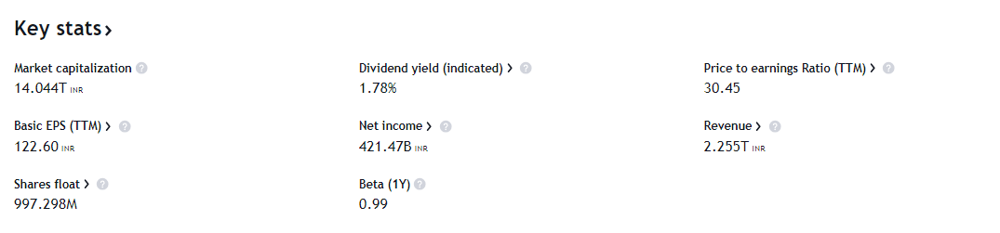 Key stats
Market capitalization Dividend yield (indicated) Price to earnings Ratio (TTM)
14.044T INR 1.78% 30.45
Basic EPS (TTM) Net income Revenue
122.60 INR 421.47B INR 2.255T INR
Shares float Beta (1Y)
997.298M 0.99